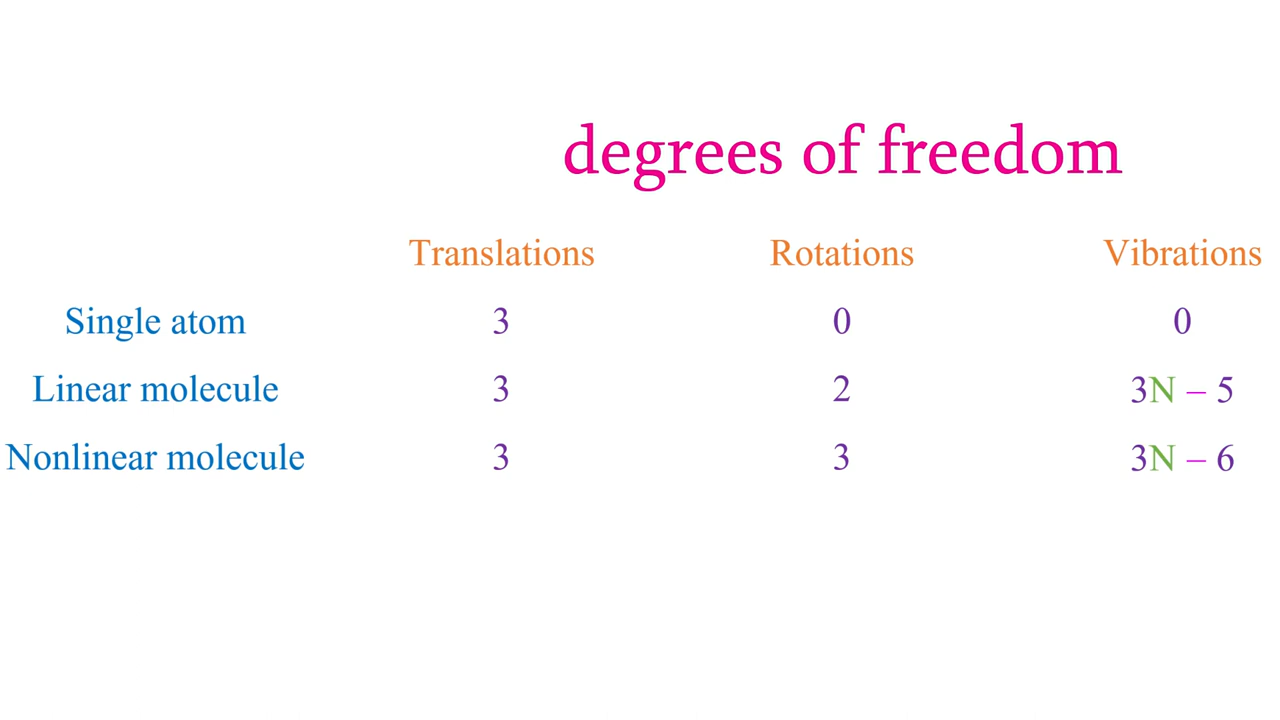 degrees of freedom
Translations Rotations Vibrations
Single atom 3 0 0
Linear molecule 3 2 3N – 5
Nonlinear molecule 3 3 3N – 6